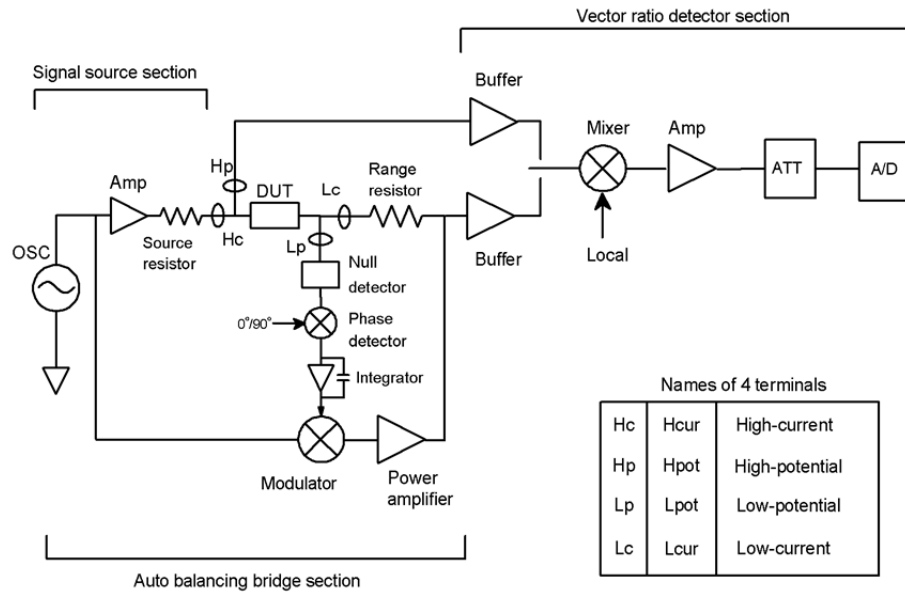 Vector ratio detector section
Signal source section
Buffer
Mixer
Amp
ATT
A/D
Hp
Amp
DUT
Lc
Range
resistor
Hc
Lp
Buffer
Local
OSC
Source
resistor
Null
detector
0°/90°
Phase
detector
Integrator
Modulator
Power
amplifier
Auto balancing bridge section
Names of 4 terminals
Hc Hcur High-current
Hp Hpot High-potential
Lp Lpot Low-potential
Lc Lcur Low-current